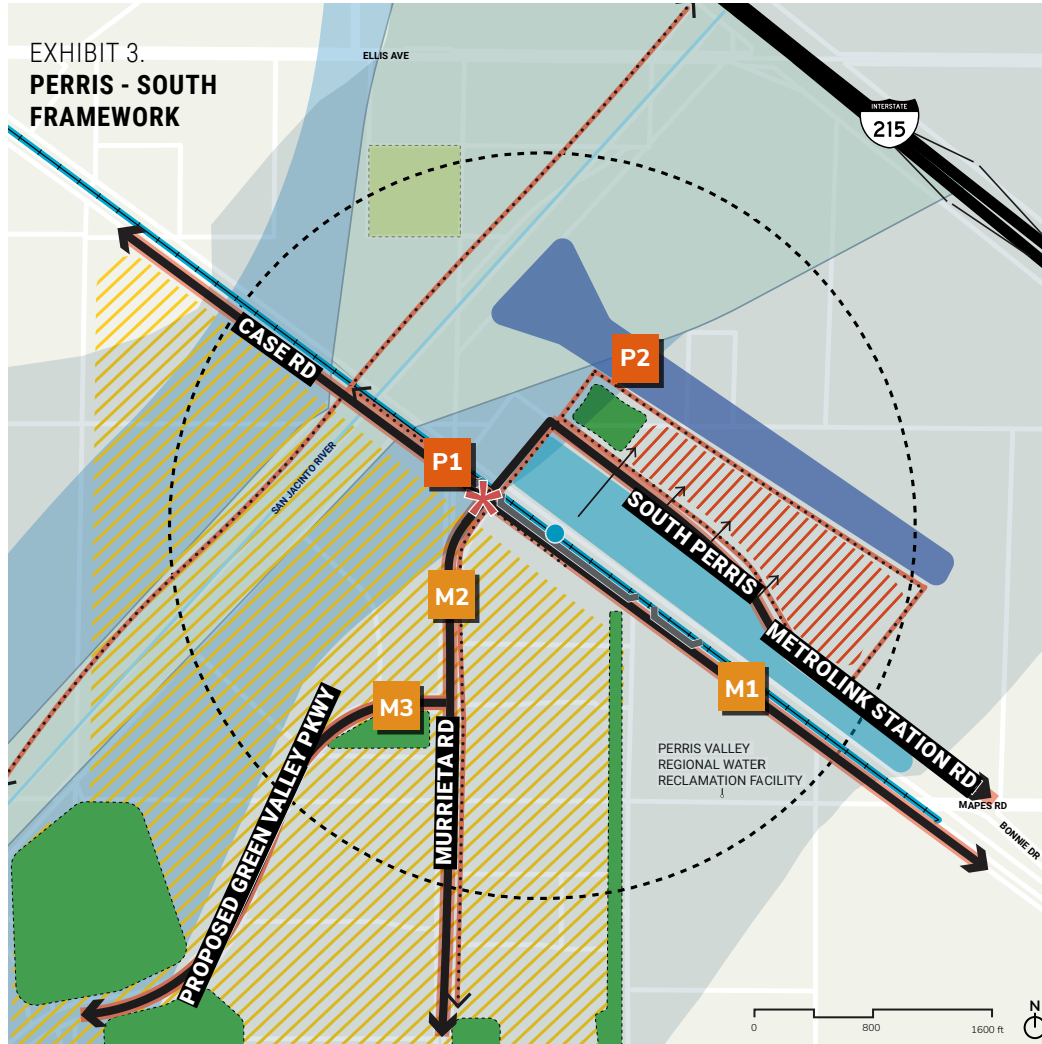 EXHIBIT 3.
PERRIS - SOUTH
FRAMEWORK
ELLIS AVE
INTERSTATE
215
CASE RD
P2
P1
SAN JACINTO RIVER
SOUTH PERRIS
METROLINK STATION RD
M2
M1
M3
PERRIS VALLEY
REGIONAL WATER
RECLAMATION FACILITY
MURRIETA RD
PROPOSED GREEN VALLEY PKWY
MAPES RD
BONNIE DR
N
0 800 1600 ft